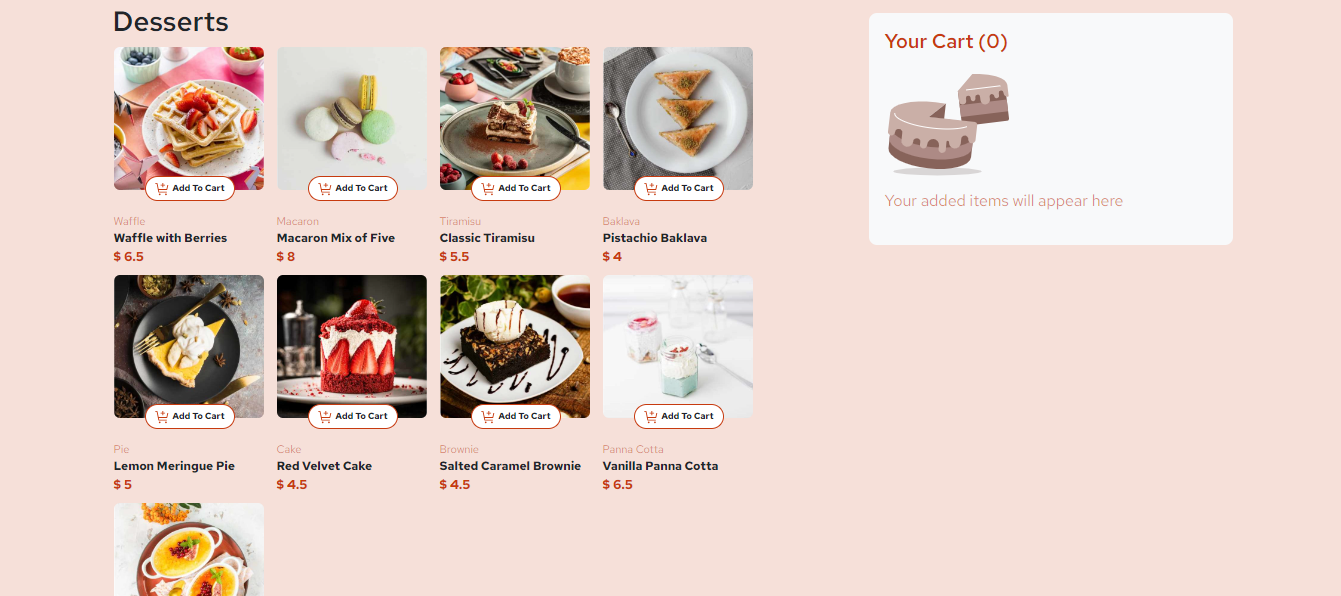 Desserts
Your Cart (0)
Your added items will appear here
Add To Cart
Add To Cart
Add To Cart
Add To Cart
Waffle
Macaron
Tiramisu
Baklava
Waffle with Berries
Macaron Mix of Five
Classic Tiramisu
Pistachio Baklava
$ 6.5
$ 8
$ 5.5
$ 4
Add To Cart
Add To Cart
Add To Cart
Add To Cart
Pie
Cake
Brownie
Panna Cotta
Lemon Meringue Pie
Red Velvet Cake
Salted Caramel Brownie
Vanilla Panna Cotta
$ 5
$ 4.5
$ 4.5
$ 6.5